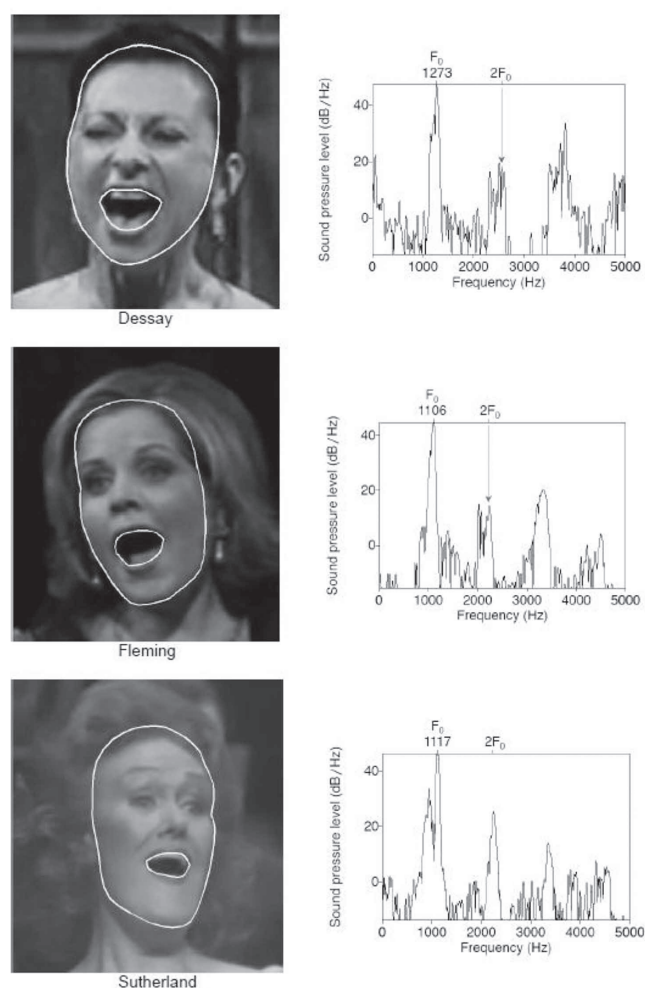 F₀
1273 2F₀
Sound pressure level (dB/Hz)
40
20
0
0 1000 2000 3000 4000 5000
Frequency (Hz)
Dessay
F₀
1106 2F₀
Sound pressure level (dB/Hz)
40
20
0
0 1000 2000 3000 4000 5000
Frequency (Hz)
Fleming
F₀
1117 2F₀
Sound pressure level (dB/Hz)
40
20
0
0 1000 2000 3000 4000 5000
Frequency (Hz)
Sutherland